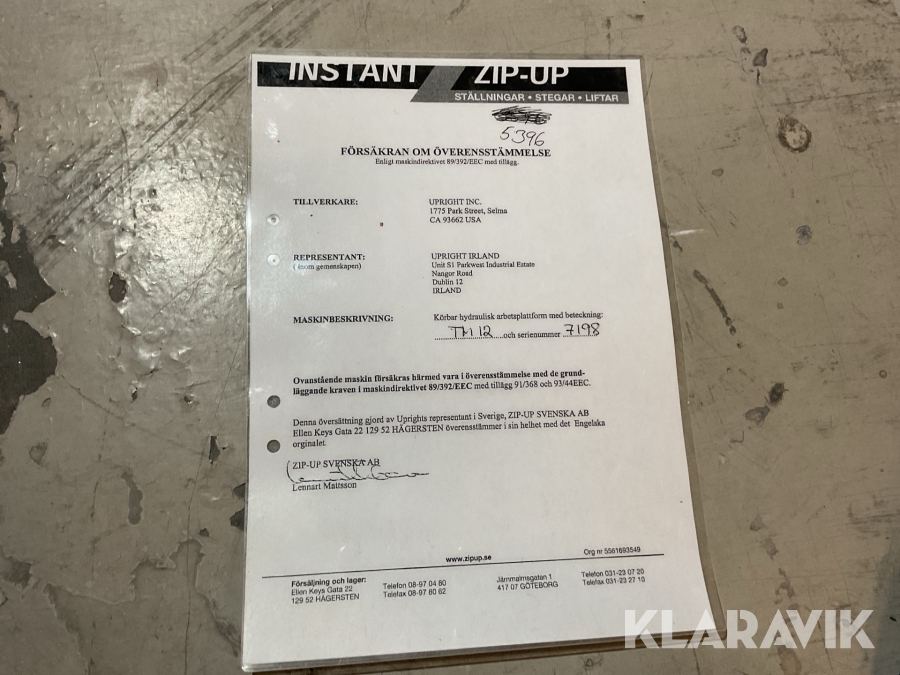 INSTANT ZIP-UP
STÄLLNINGAR • STEGAR • LIFTAR
5396
FÖRSÄKRAN OM ÖVERENSSTÄMMELSE
Enligt maskindirektivet 89/392/EEC med tillägg.
TILLVERKARE: UPRIGHT INC.
1775 Park Street, Selma
CA 93662 USA
REPRESENTANT: UPRIGHT IRLAND
(inom gemenskapen) Unit S1 Parkwest Industrial Estate
Nangor Road
Dublin 12
IRLAND
MASKINBESKRIVNING: Körbar hydraulisk arbetsplattform med beteckning:
TM 12 och serienummer 7198
Ovanstående maskin försäkras härmed vara i överensstämmelse med de grund-
läggande kraven i maskindirektivet 89/392/EEC med tillägg 91/368 och 93/44EEC.
Denna översättning gjord av Uprights representant i Sverige, ZIP-UP SVENSKA AB
Ellen Keys Gata 22 129 52 HÄGERSTEN överensstämmer i sin helhet med det Engelska
orginalet
ZIP-UP SVENSKA AB
Lennart Mattsson
www.zipup.se
Org nr 5561693549
Försäljning och lager:
Ellen Keys Gata 22
129 52 HÄGERSTEN
Telefon 08-97 04 80
Telefax 08-97 80 62
Järnmalmsgatan 1
417 07 GÖTEBORG
Telefon 031-23 07 20
Telefax 031-23 27 10
KLARAVIK